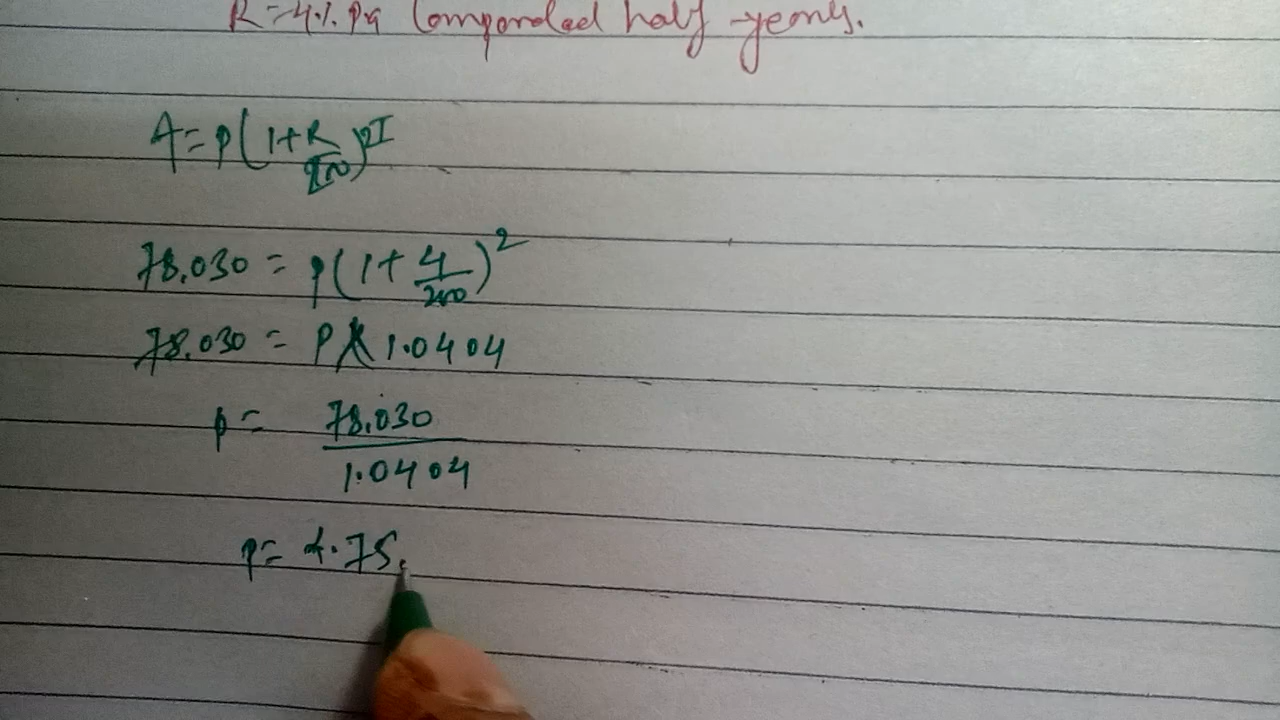 R=4%. Pa Compounded half yearly.
A=P(1+R/200)2T
78,030 = P(1+4/200)2
78,030 = P X 1.0404
P= 78,030/1.0404
P= ₹.75,